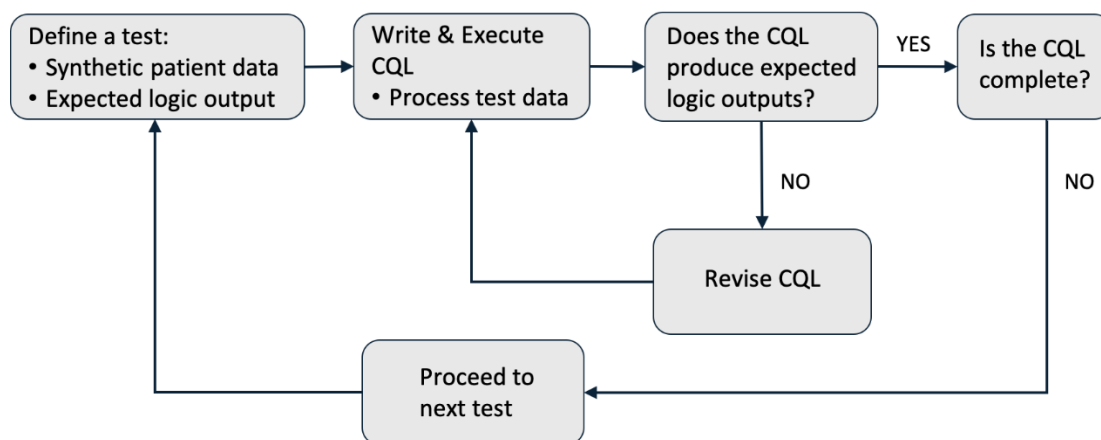 Define a test:
• Synthetic patient data
• Expected logic output
Write & Execute
CQL
• Process test data
Does the CQL
produce expected
logic outputs?
YES
Is the CQL
complete?
NO
NO
Revise CQL
Proceed to
next test